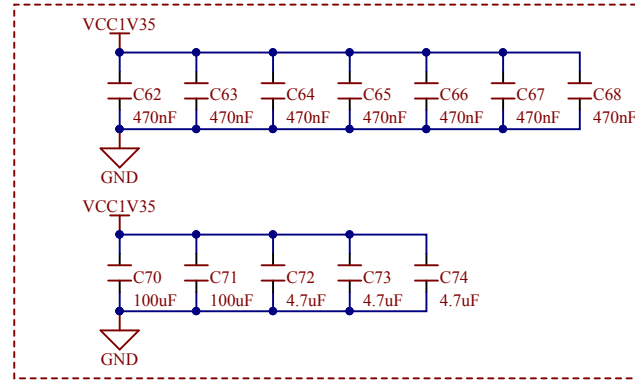 VCC1V35
C62 C63 C64 C65 C66 C67 C68
470nF 470nF 470nF 470nF 470nF 470nF 470nF
GND
VCC1V35
C70 C71 C72 C73 C74
100uF 100uF 4.7uF 4.7uF 4.7uF
GND